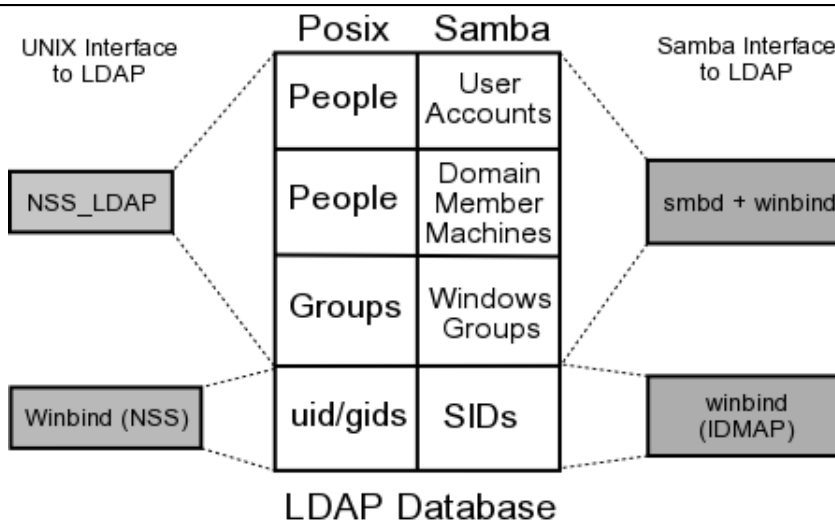 Posix Samba
UNIX Interface
to LDAP
Samba Interface
to LDAP
People
User
Accounts
NSS_LDAP
People
Domain
Member
Machines
smbd + winbind
Groups
Windows
Groups
Winbind (NSS)
uid/gids
SIDs
winbind
(IDMAP)
LDAP Database